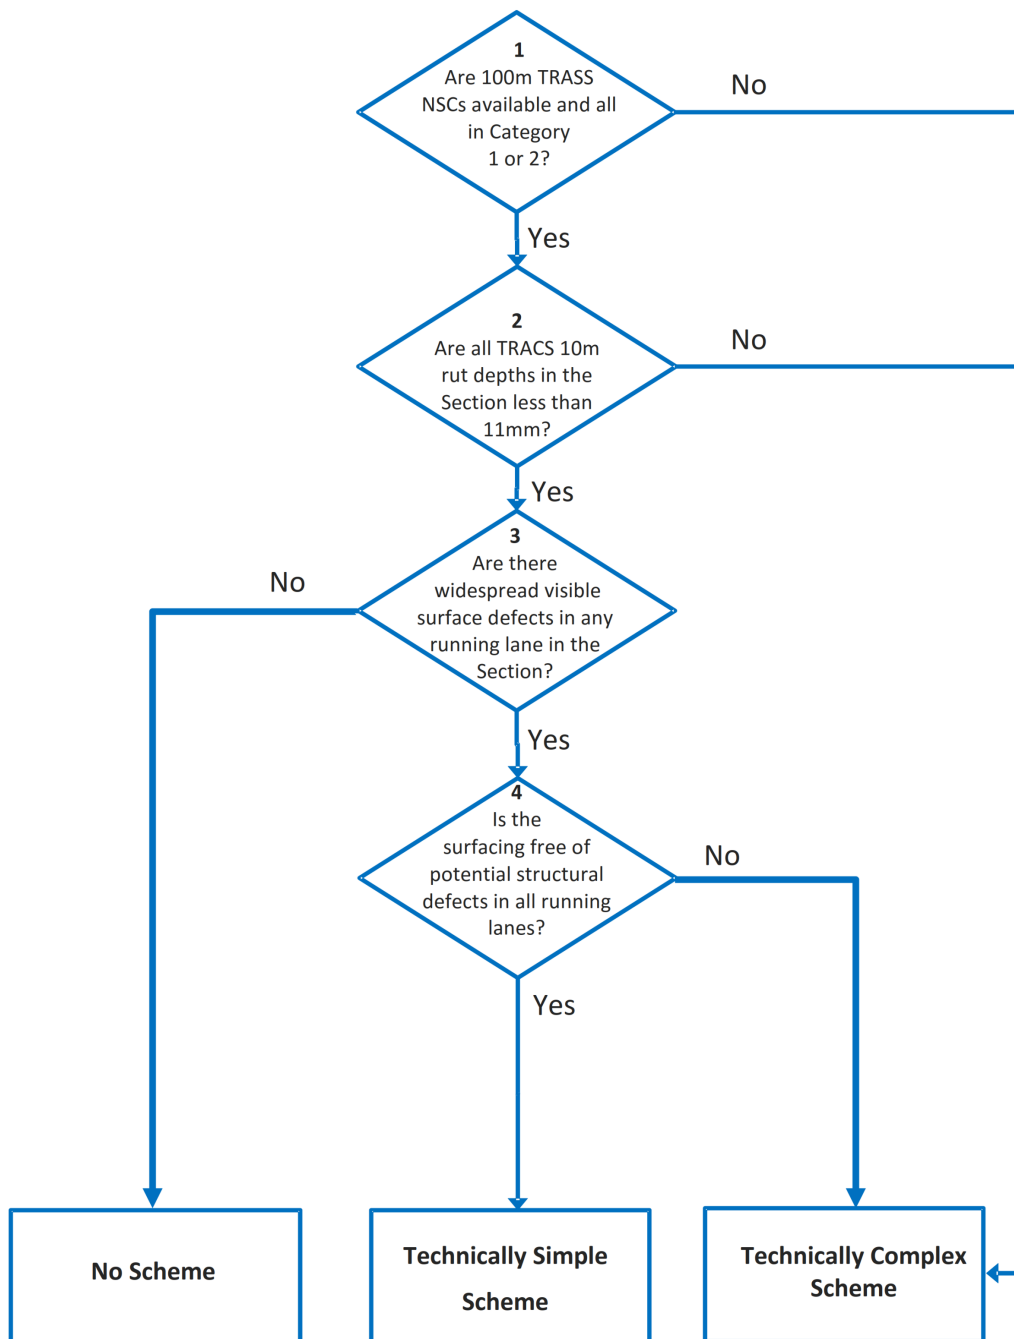 1
Are 100m TRASS
NSCs available and all
in Category
1 or 2?
No
Yes
2
Are all TRACS 10m
rut depths in the
Section less than
11mm?
No
Yes
3
Are there
widespread visible
surface defects in any
running lane in the
Section?
No
Yes
4
Is the
surfacing free of
potential structural
defects in all running
lanes?
No
Yes
No Scheme
Technically Simple
Scheme
Technically Complex
Scheme